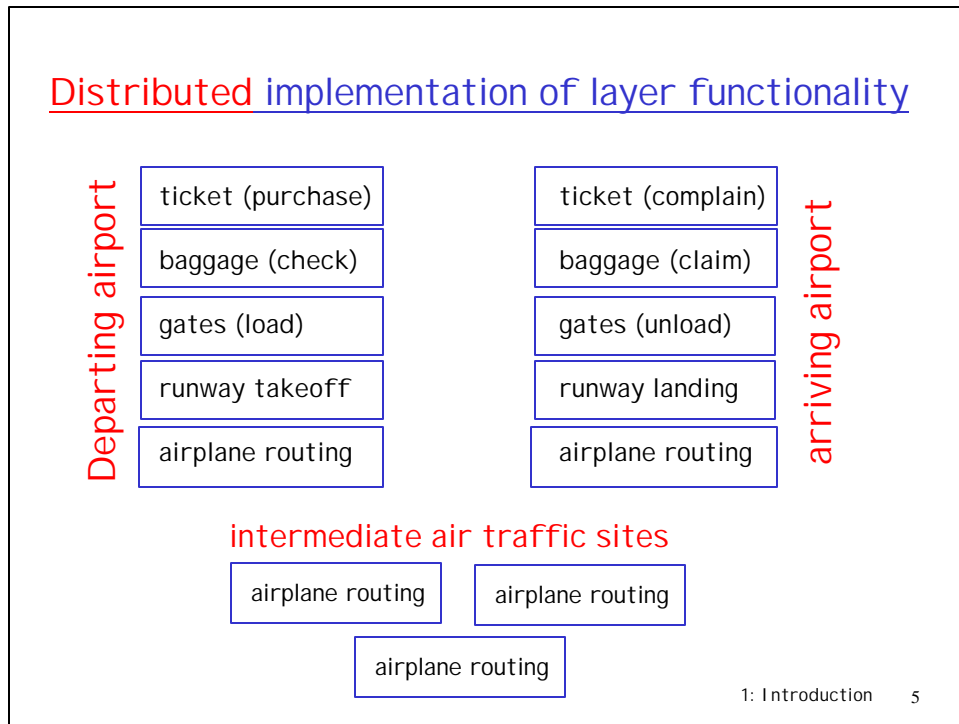 Distributed implementation of layer functionality
Departing airport
ticket (purchase)
baggage (check)
gates (load)
runway takeoff
airplane routing
ticket (complain)
baggage (claim)
gates (unload)
runway landing
airplane routing
arriving airport
intermediate air traffic sites
airplane routing
airplane routing
airplane routing
1: Introduction 5